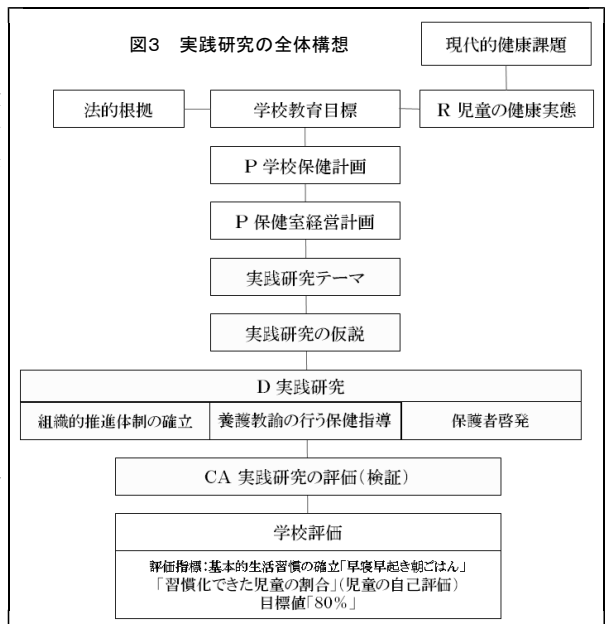 図3 実践研究の全体構想
現代的健康課題
法的根拠
学校教育目標
R 児童の健康実態
P 学校保健計画
P 保健室経営計画
実践研究テーマ
実践研究の仮説
D 実践研究
組織的推進体制の確立
養護教諭の行う保健指導
保護者啓発
CA 実践研究の評価(検証)
学校評価
評価指標:基本的生活習慣の確立「早寝早起き朝ごはん」
「習慣化できた児童の割合」(児童の自己評価)
目標値「80%」